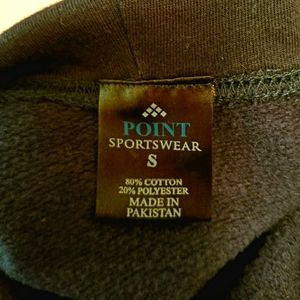 POINT
SPORTSWEAR
S
80% COTTON
20% POLYESTER
MADE IN
PAKISTAN